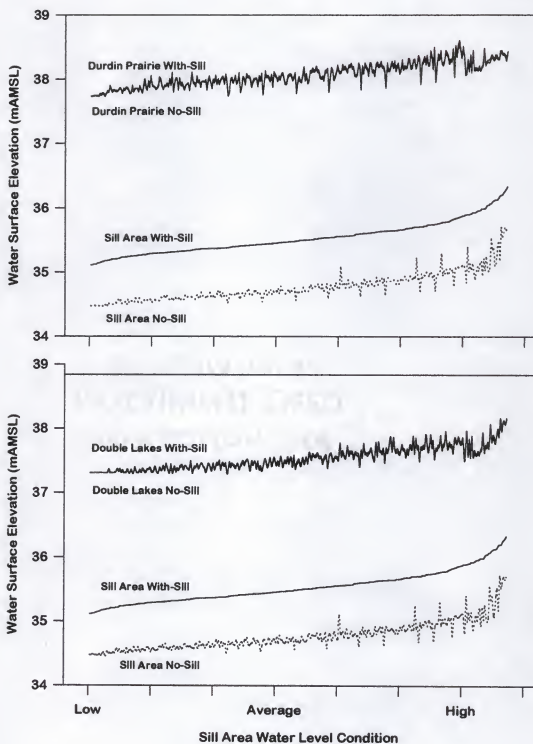 39
38
37
36
35
34
Water Surface Elevation (mAMSL)
Durdin Prairie With-Sill
Durdin Prairie No-Sill
Sill Area With-Sill
Sill Area No-Sill
39
38
37
36
35
34
Water Surface Elevation (mAMSL)
Double Lakes With-Sill
Double Lakes No-Sill
Sill Area With-Sill
Sill Area No-Sill
Low
Average
High
Sill Area Water Level Condition